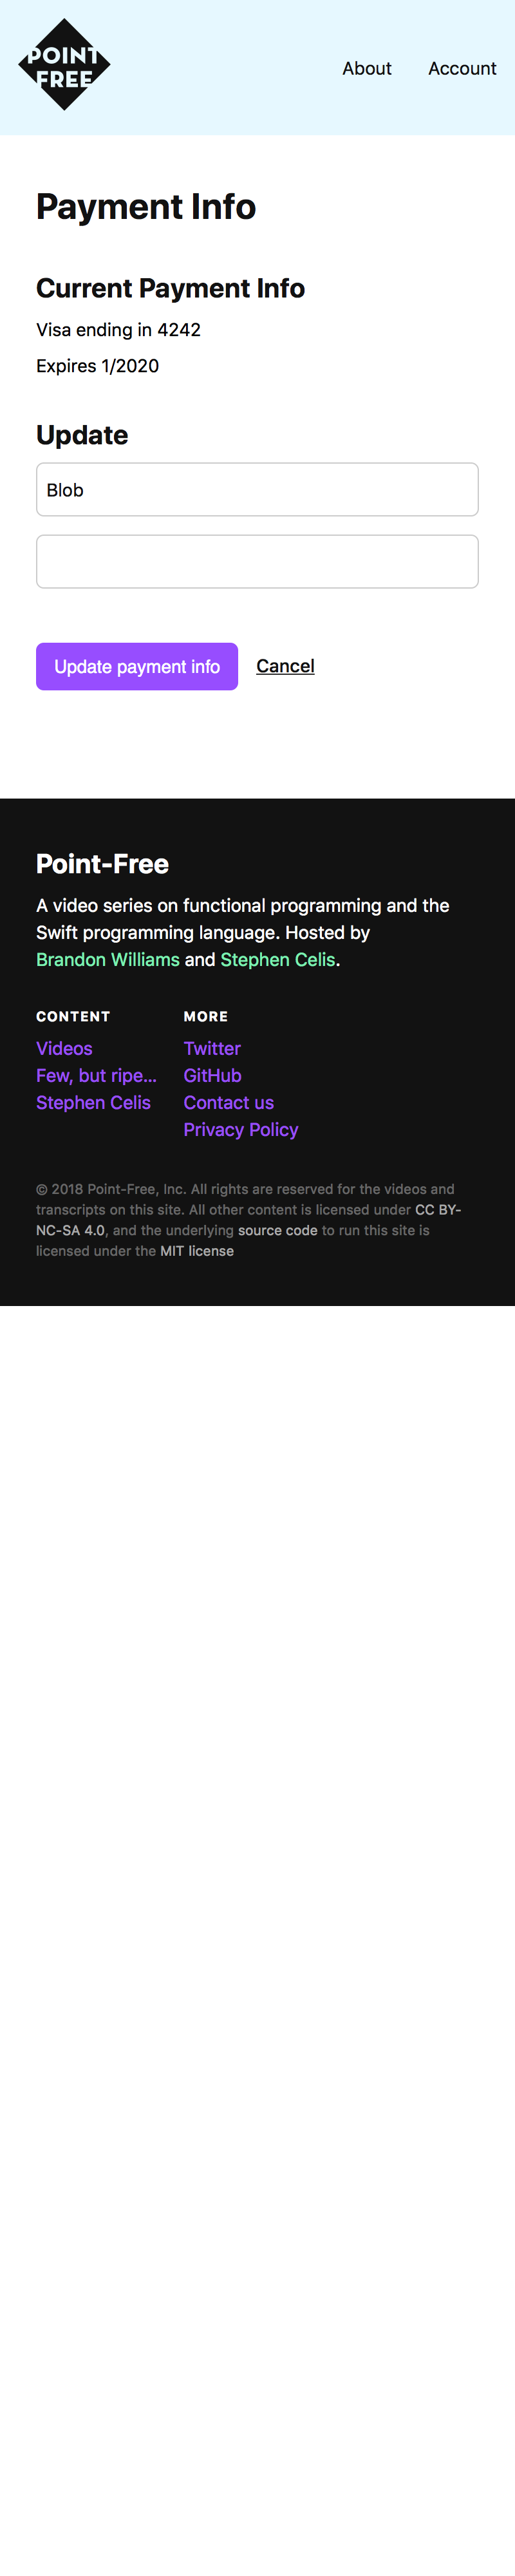 POINT
FREE
About
Account
Payment Info
Current Payment Info
Visa ending in 4242
Expires 1/2020
Update
Blob
Update payment info
Cancel
Point-Free
A video series on functional programming and the
Swift programming language. Hosted by
Brandon Williams and Stephen Celis.
CONTENT
Videos
Few, but ripe...
Stephen Celis
MORE
Twitter
GitHub
Contact us
Privacy Policy
© 2018 Point-Free, Inc. All rights are reserved for the videos and
transcripts on this site. All other content is licensed under CC BY-
NC-SA 4.0, and the underlying source code to run this site is
licensed under the MIT license